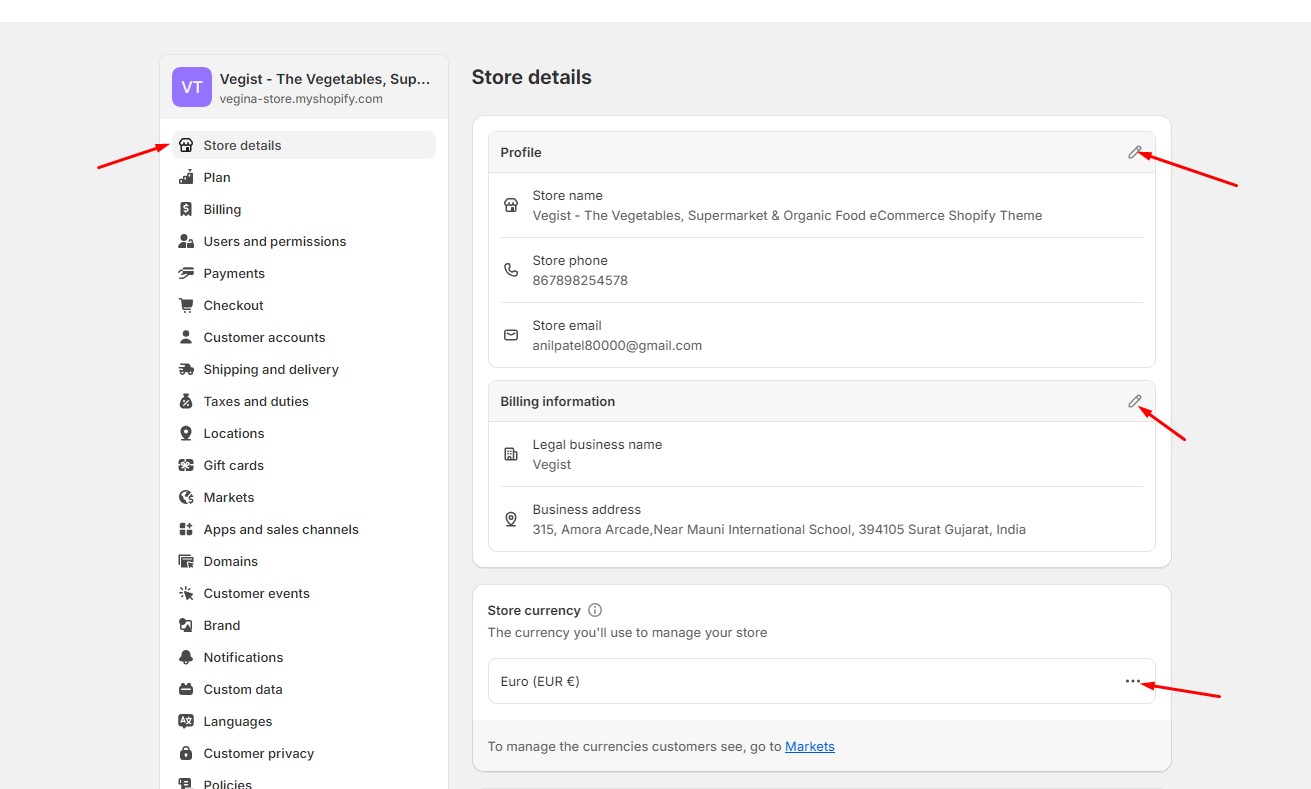 VT
Vegist - The Vegetables, Sup...
vegina-store.myshopify.com
Store details
Plan
Billing
Users and permissions
Payments
Checkout
Customer accounts
Shipping and delivery
Taxes and duties
Locations
Gift cards
Markets
Apps and sales channels
Domains
Customer events
Brand
Notifications
Custom data
Languages
Customer privacy
Policies
Store details
Profile
Store name
Vegist - The Vegetables, Supermarket & Organic Food eCommerce Shopify Theme
Store phone
867898254578
Store email
anilpatel80000@gmail.com
Billing information
Legal business name
Vegist
Business address
315, Amora Arcade,Near Mauni International School, 394105 Surat Gujarat, India
Store currency
The currency you'll use to manage your store
Euro (EUR €)
To manage the currencies customers see, go to Markets